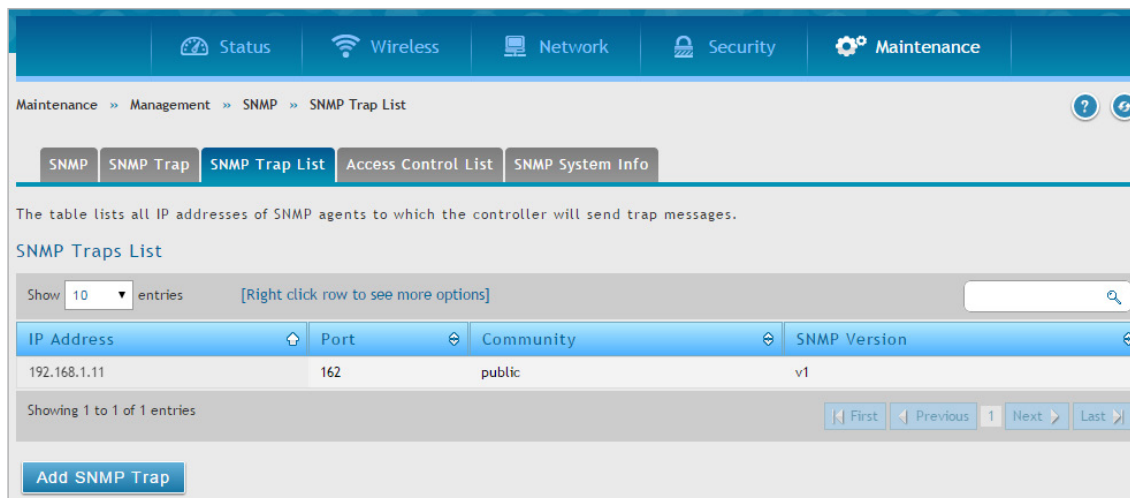 Status Wireless Network Security Maintenance
Maintenance » Management » SNMP » SNMP Trap List
?
SNMP SNMP Trap SNMP Trap List Access Control List SNMP System Info
The table lists all IP addresses of SNMP agents to which the controller will send trap messages.
SNMP Traps List
Show 10 entries [Right click row to see more options]
IP Address Port Community SNMP Version
192.168.1.11 162 public v1
Showing 1 to 1 of 1 entries First Previous 1 Next Last
Add SNMP Trap